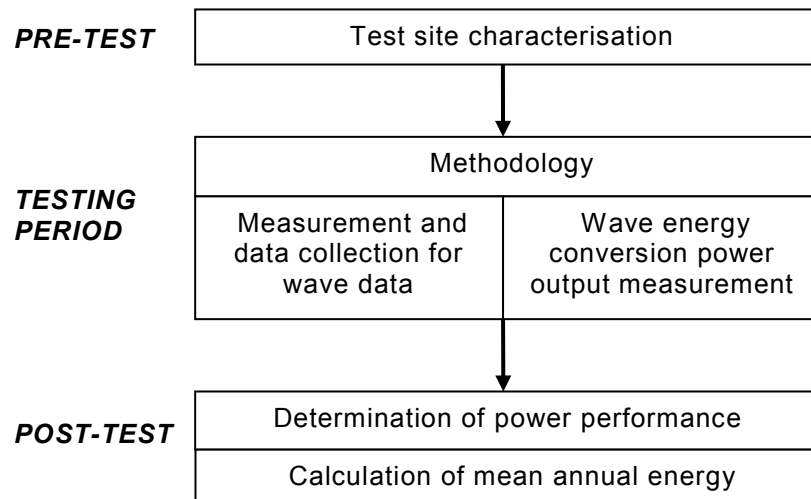 PRE-TEST
Test site characterisation
TESTING
PERIOD
Methodology
Measurement and
data collection for
wave data
Wave energy
conversion power
output measurement
POST-TEST
Determination of power performance
Calculation of mean annual energy